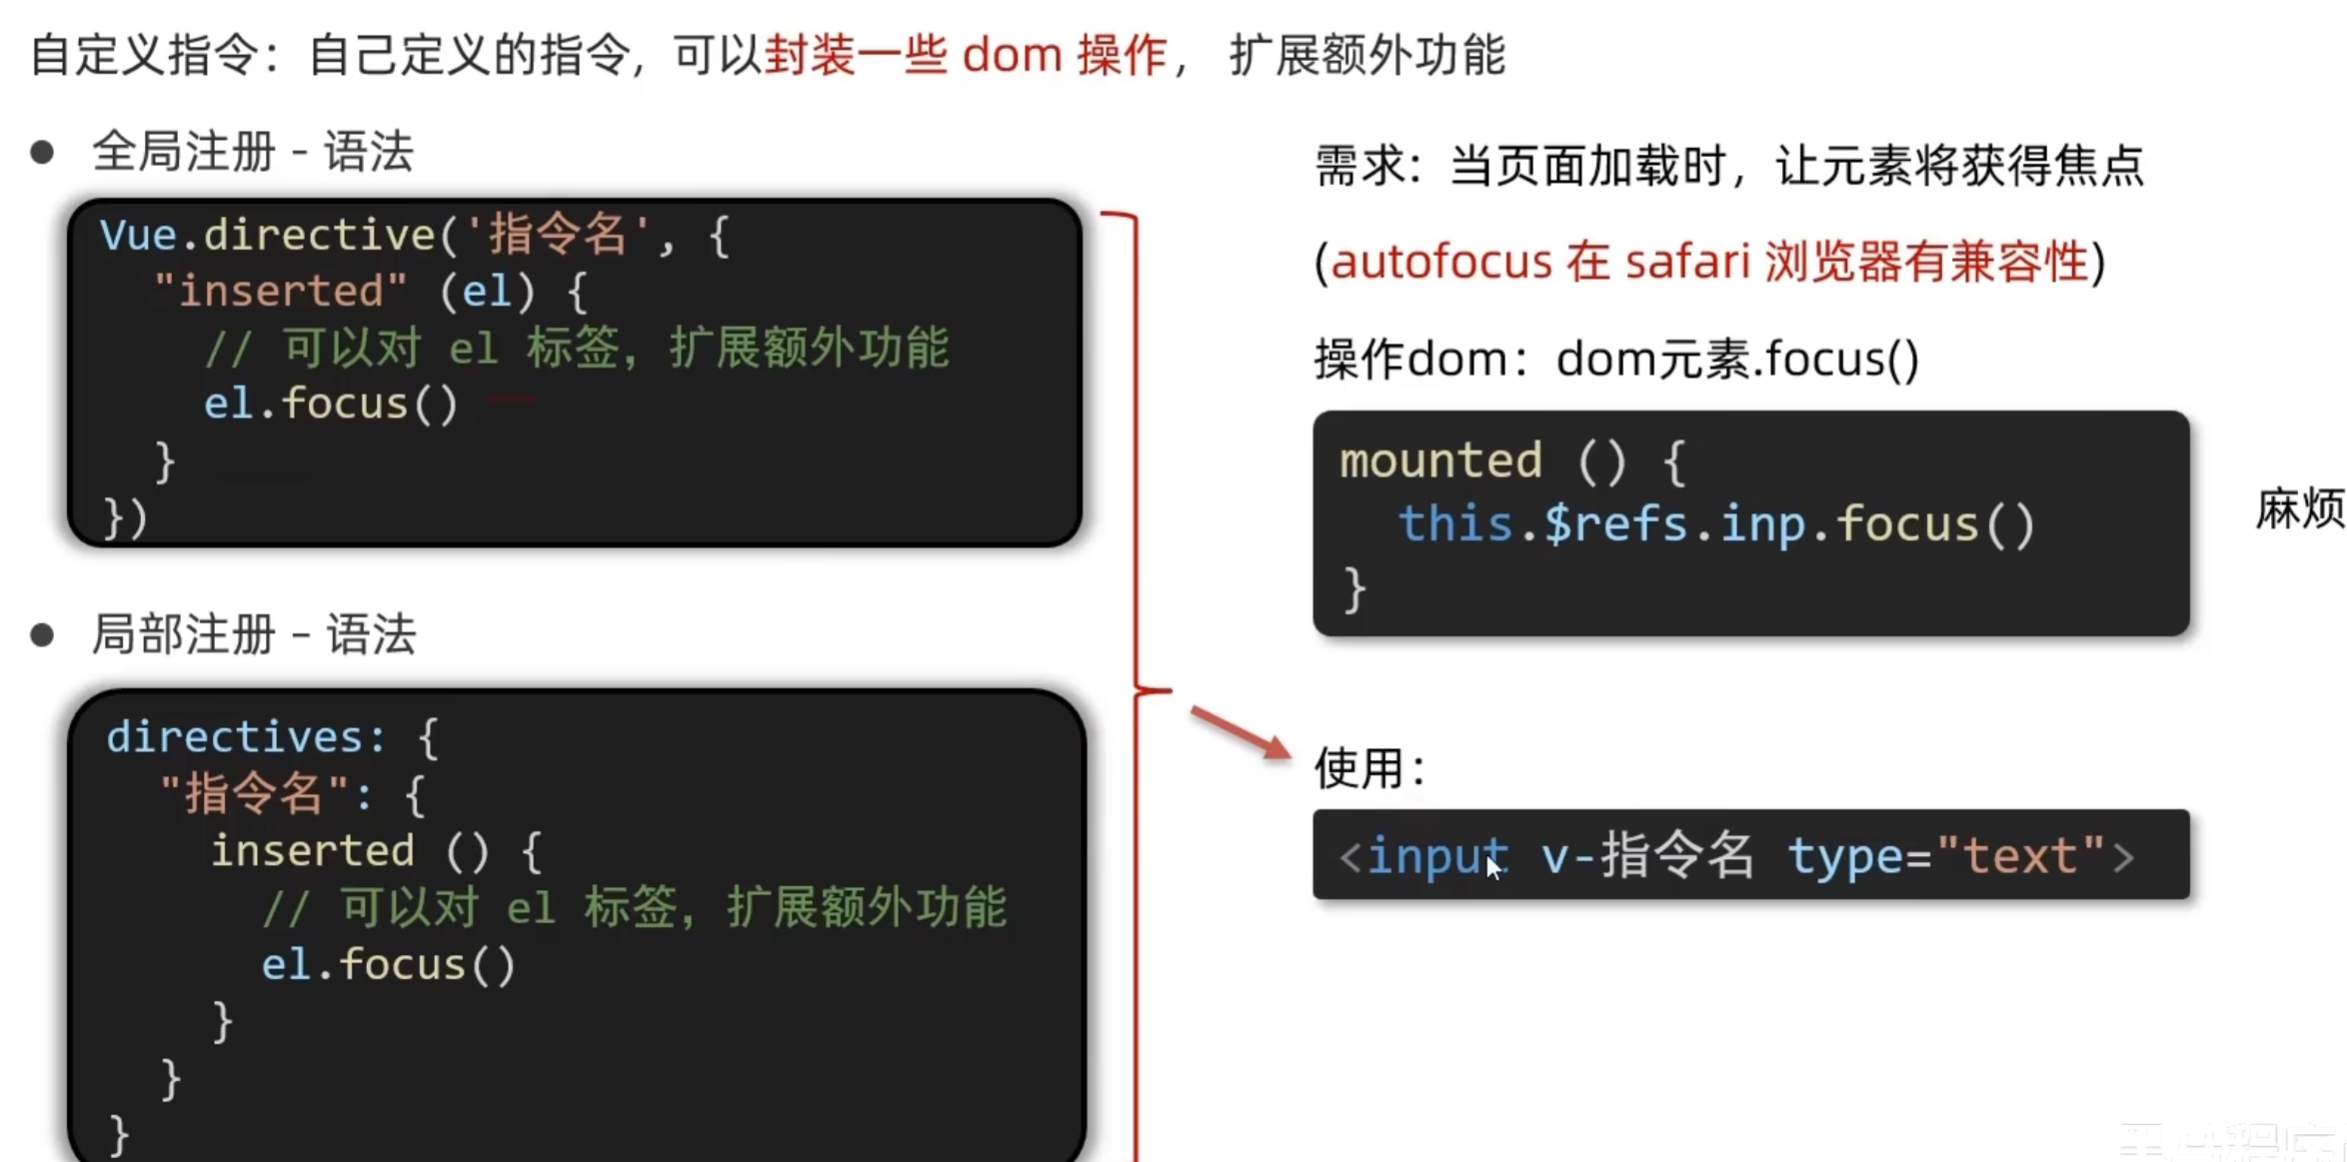 自定义指令：自己定义的指令，可以封装一些 dom 操作， 扩展额外功能
● 全局注册 - 语法
Vue.directive('指令名', {
"inserted" (el) {
// 可以对 el 标签，扩展额外功能
el.focus()
}
})
● 局部注册 – 语法
directives: {
"指令名": {
inserted () {
// 可以对 el 标签，扩展额外功能
el.focus()
}
}
}
需求：当页面加载时，让元素将获得焦点
(autofocus 在 safari 浏览器有兼容性)
操作dom：dom元素.focus()
mounted () {
this.$refs.inp.focus()
}
麻烦
使用：
<input v-指令名 type="text">